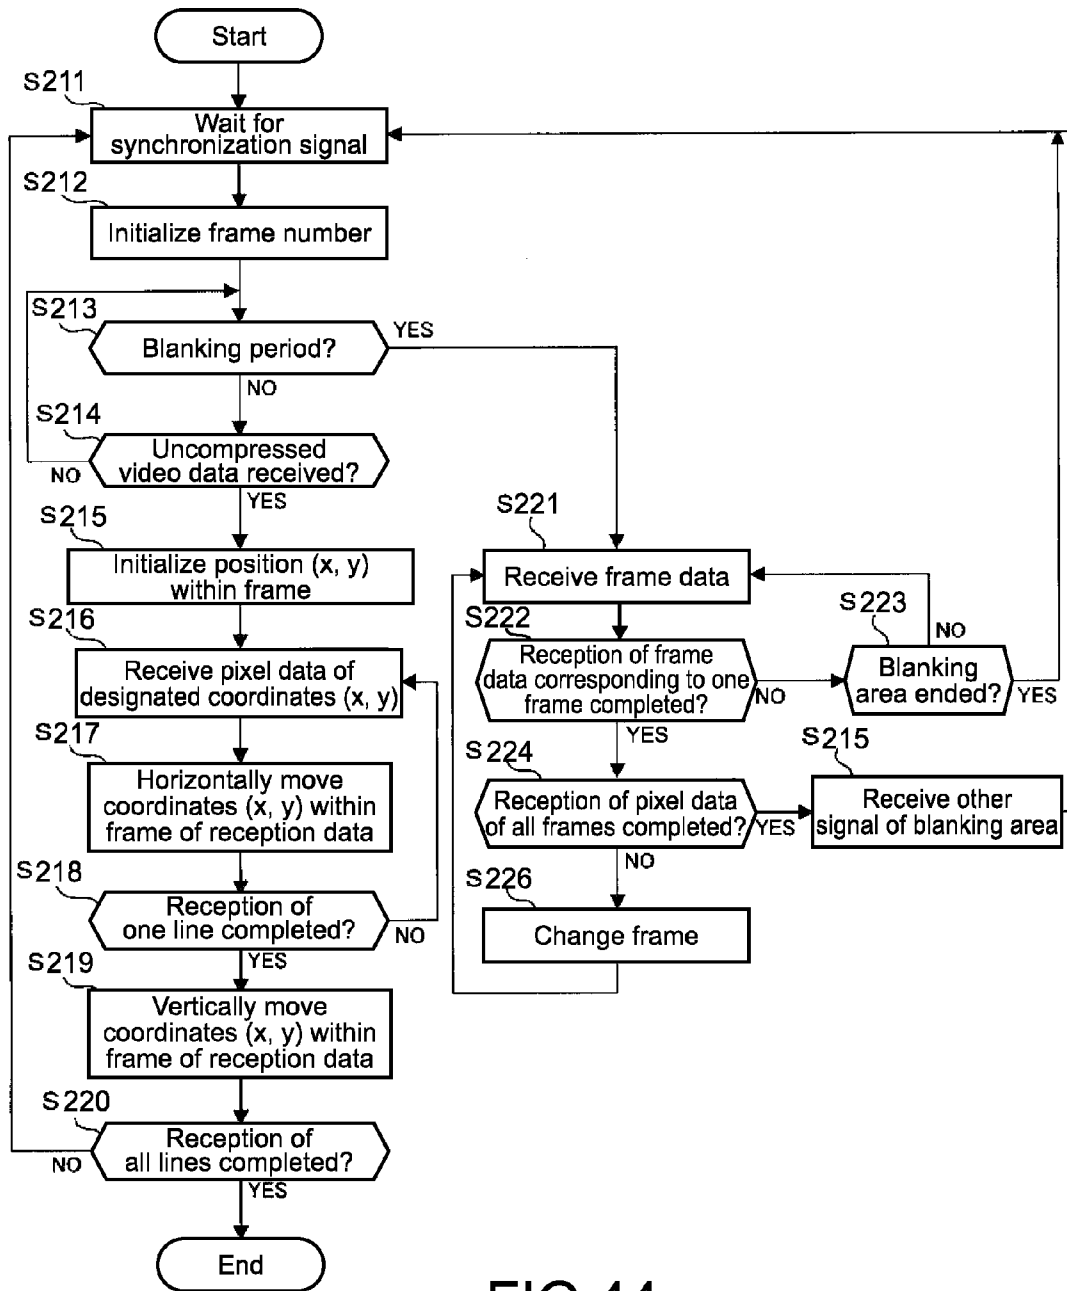 Start
S211
Wait for
synchronization signal
S212
Initialize frame number
S213
Blanking period?
YES
NO
S214
Uncompressed
video data received?
NO
YES
S215
Initialize position (x, y)
within frame
S216
Receive pixel data of
designated coordinates (x, y)
S217
Horizontally move
coordinates (x, y) within
frame of reception data
S218
Reception of
one line completed?
NO
YES
S219
Vertically move
coordinates (x, y) within
frame of reception data
S220
Reception of
all lines completed?
NO
YES
End
S221
Receive frame data
S222
Reception of frame
data corresponding to one
frame completed?
NO
YES
S223
Blanking
area ended?
NO
YES
S224
Reception of pixel data
of all frames completed?
YES
NO
S215
Receive other
signal of blanking area
S226
Change frame